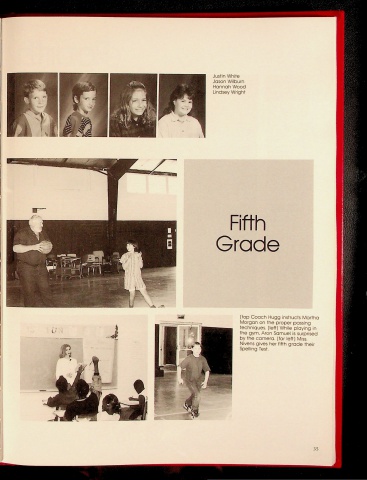 Justin White
Jason Wilburn
Hannah Wood
Lindsey Wright
Fifth
Grade
(top Coach Hugg instructs Martha
Morgan on the proper passing
techniques. (left) While playing in
the gym, Aron Samuel is surprised
by the camera. (far left) Miss
Nivens gives her fifth grade their
Spelling Test.